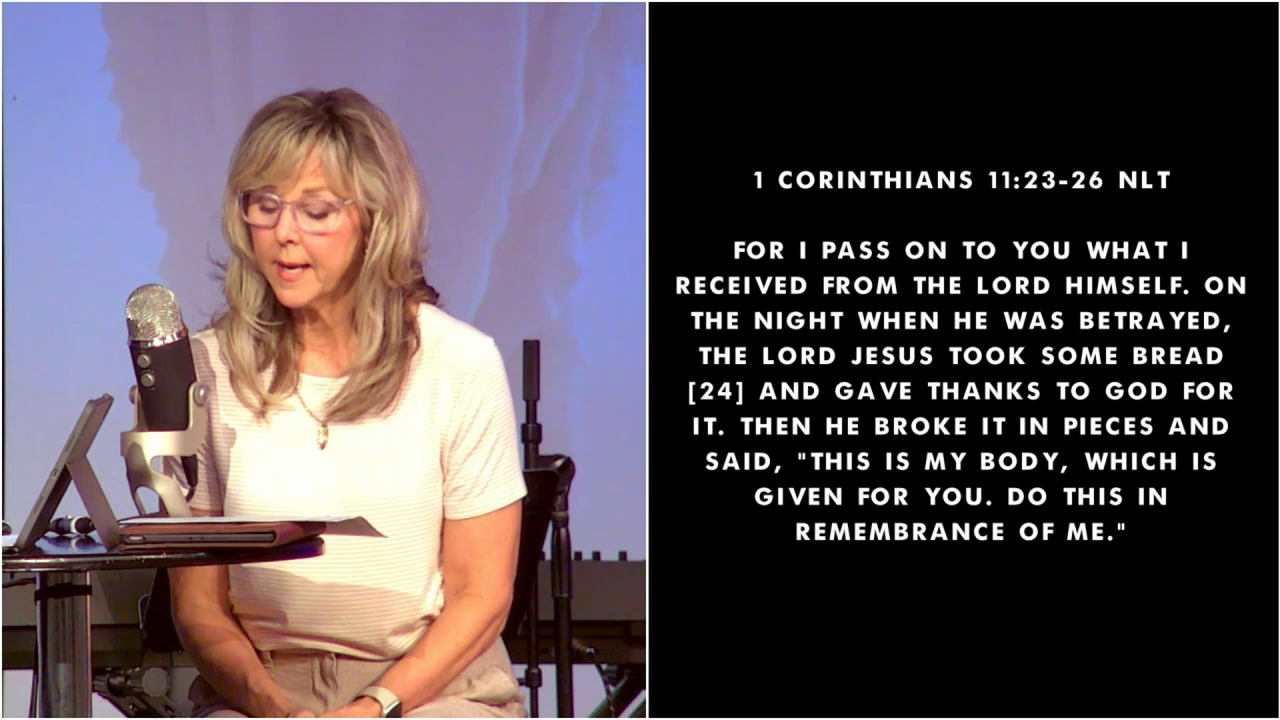 1 CORINTHIANS 11:23-26 NLT
FOR I PASS ON TO YOU WHAT I
RECEIVED FROM THE LORD HIMSELF. ON
THE NIGHT WHEN HE WAS BETRAYED,
THE LORD JESUS TOOK SOME BREAD
[24] AND GAVE THANKS TO GOD FOR
IT. THEN HE BROKE IT IN PIECES AND
SAID, "THIS IS MY BODY, WHICH IS
GIVEN FOR YOU. DO THIS IN
REMEMBRANCE OF ME."